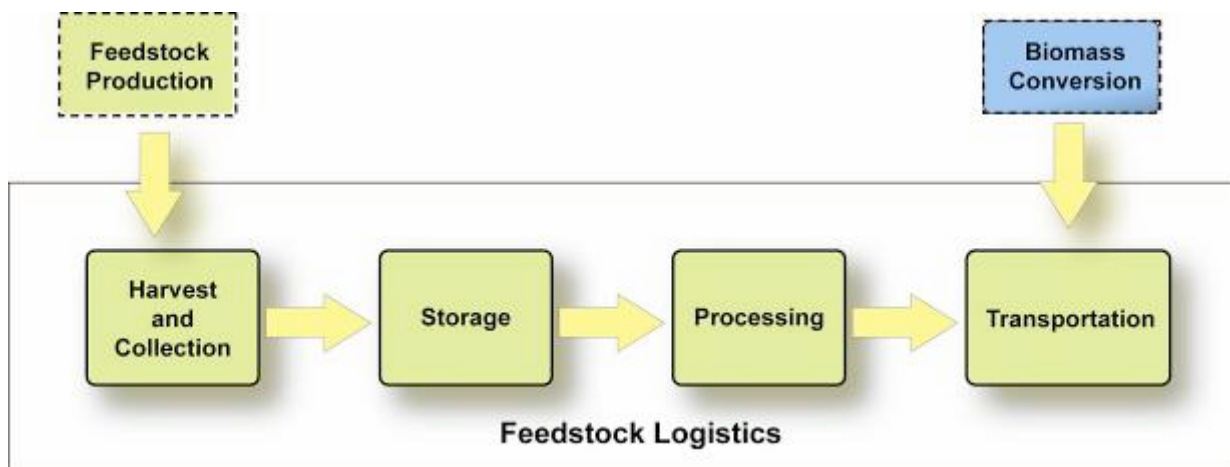 Feedstock
Production
Biomass
Conversion
Harvest
and
Collection
Storage
Processing
Transportation
Feedstock Logistics